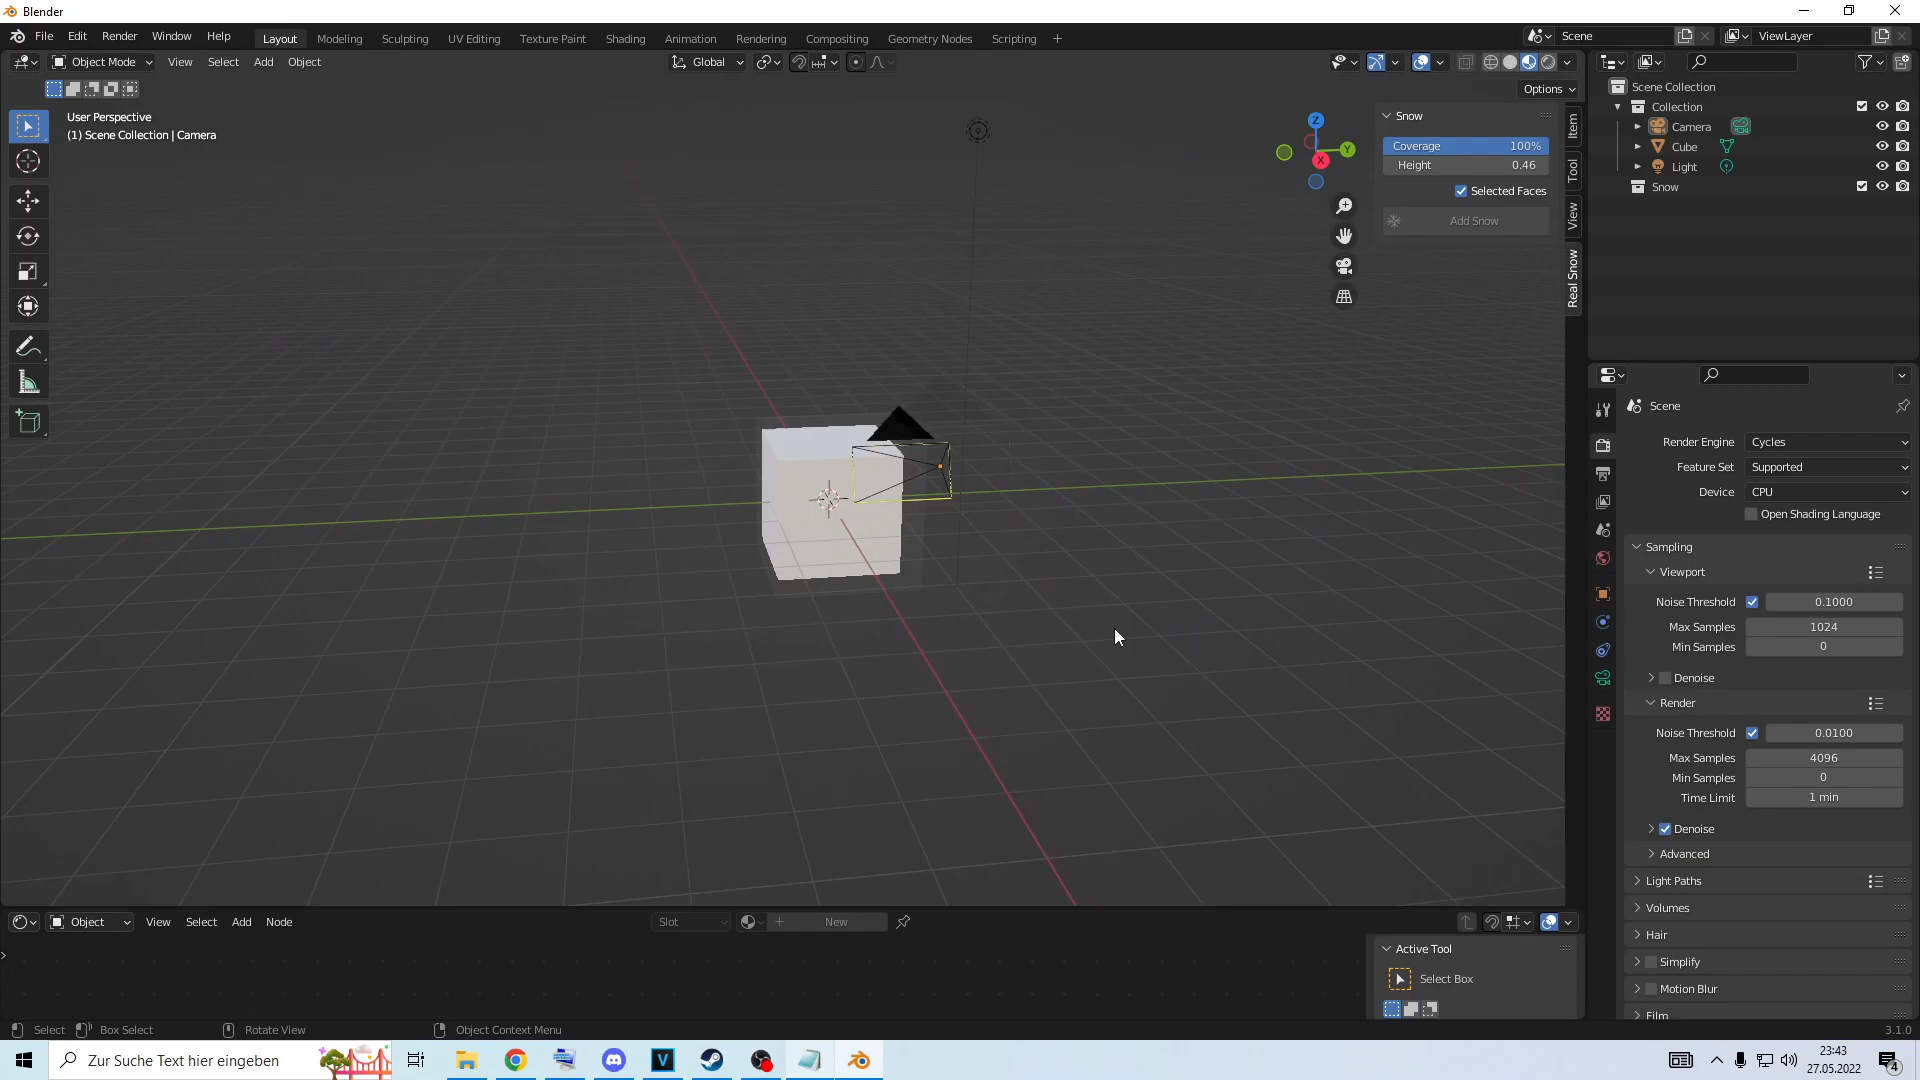 Blender
File Edit Render Window Help Layout Modeling Sculpting UV Editing Texture Paint Shading Animation Rendering Compositing Geometry Nodes Scripting Scene ViewLayer
Object Mode View Select Add Object Global
Options
User Perspective
(1) Scene Collection | Camera
Z
Y
X
Snow
Coverage 100%
Height 0.46
Selected Faces
Add Snow
Item
Tool
View
Real Snow
Scene Collection
Collection
Camera
Cube
Light
Snow
Scene
Render Engine Cycles
Feature Set Supported
Device CPU
Open Shading Language
Sampling
Viewport
Noise Threshold 0.1000
Max Samples 1024
Min Samples 0
Denoise
Render
Noise Threshold 0.0100
Max Samples 4096
Min Samples 0
Time Limit 1 min
Denoise
Advanced
Light Paths
Volumes
Hair
Simplify
Motion Blur
Film
Object View Select Add Node Slot New
Active Tool
Select Box
Select Box Select Rotate View Object Context Menu 3.1.0
Zur Suche Text hier eingeben
23:43
27.05.2022
4